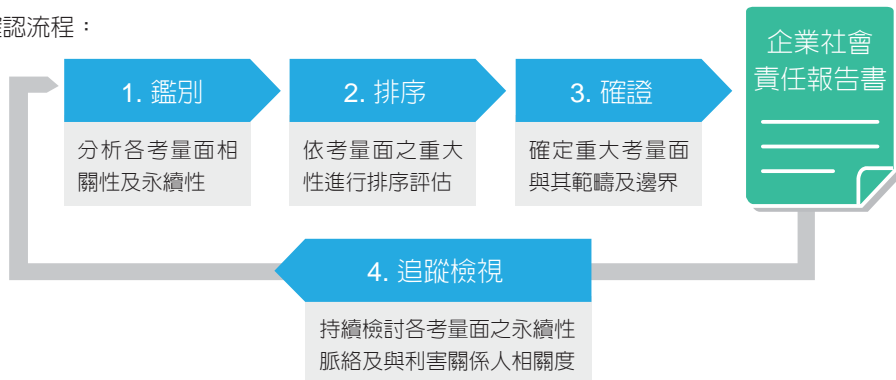 認流程：
1. 鑑別
分析各考量面相
關性及永續性
2. 排序
依考量面之重大
性進行排序評估
3. 確證
確定重大考量面
與其範疇及邊界
企業社會
責任報告書
4. 追蹤檢視
持續檢討各考量面之永續性
脈絡及與利害關係人相關度